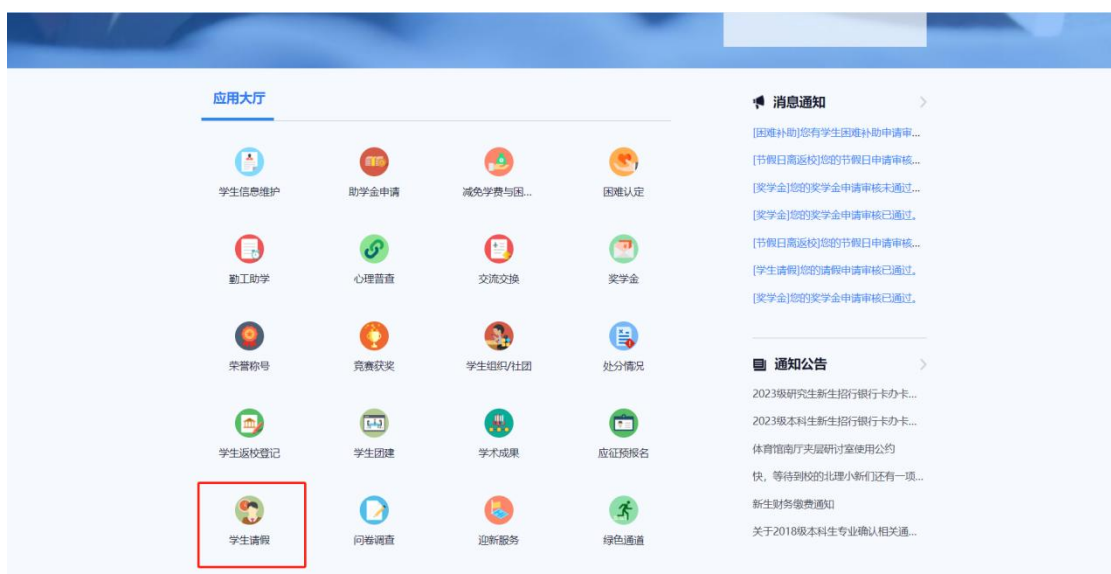 应用大厅
学生信息维护
助学金申请
减免学费与困...
困难认定
勤工助学
心理普查
交流交换
奖学金
荣誉称号
竞赛获奖
学生组织/社团
处分情况
学生返校登记
学生团建
学术成果
应征预报名
学生请假
问卷调查
迎新服务
绿色通道
消息通知
[困难补助]您有学生困难补助申请审...
[节假日离返校]您的节假日申请审核...
[奖学金]您的奖学金申请审核未通过...
[奖学金]您的奖学金申请审核已通过。
[节假日离返校]您的节假日申请审核...
[学生请假]您的请假申请审核已通过。
[奖学金]您的奖学金申请审核已通过。
通知公告
2023级研究生新生招行银行卡办卡...
2023级本科生新生招行银行卡办卡...
体育馆南厅夹层研讨室使用公约
快，等待到校的北理小新们还有一项...
新生财务缴费通知
关于2018级本科生专业确认相关通...